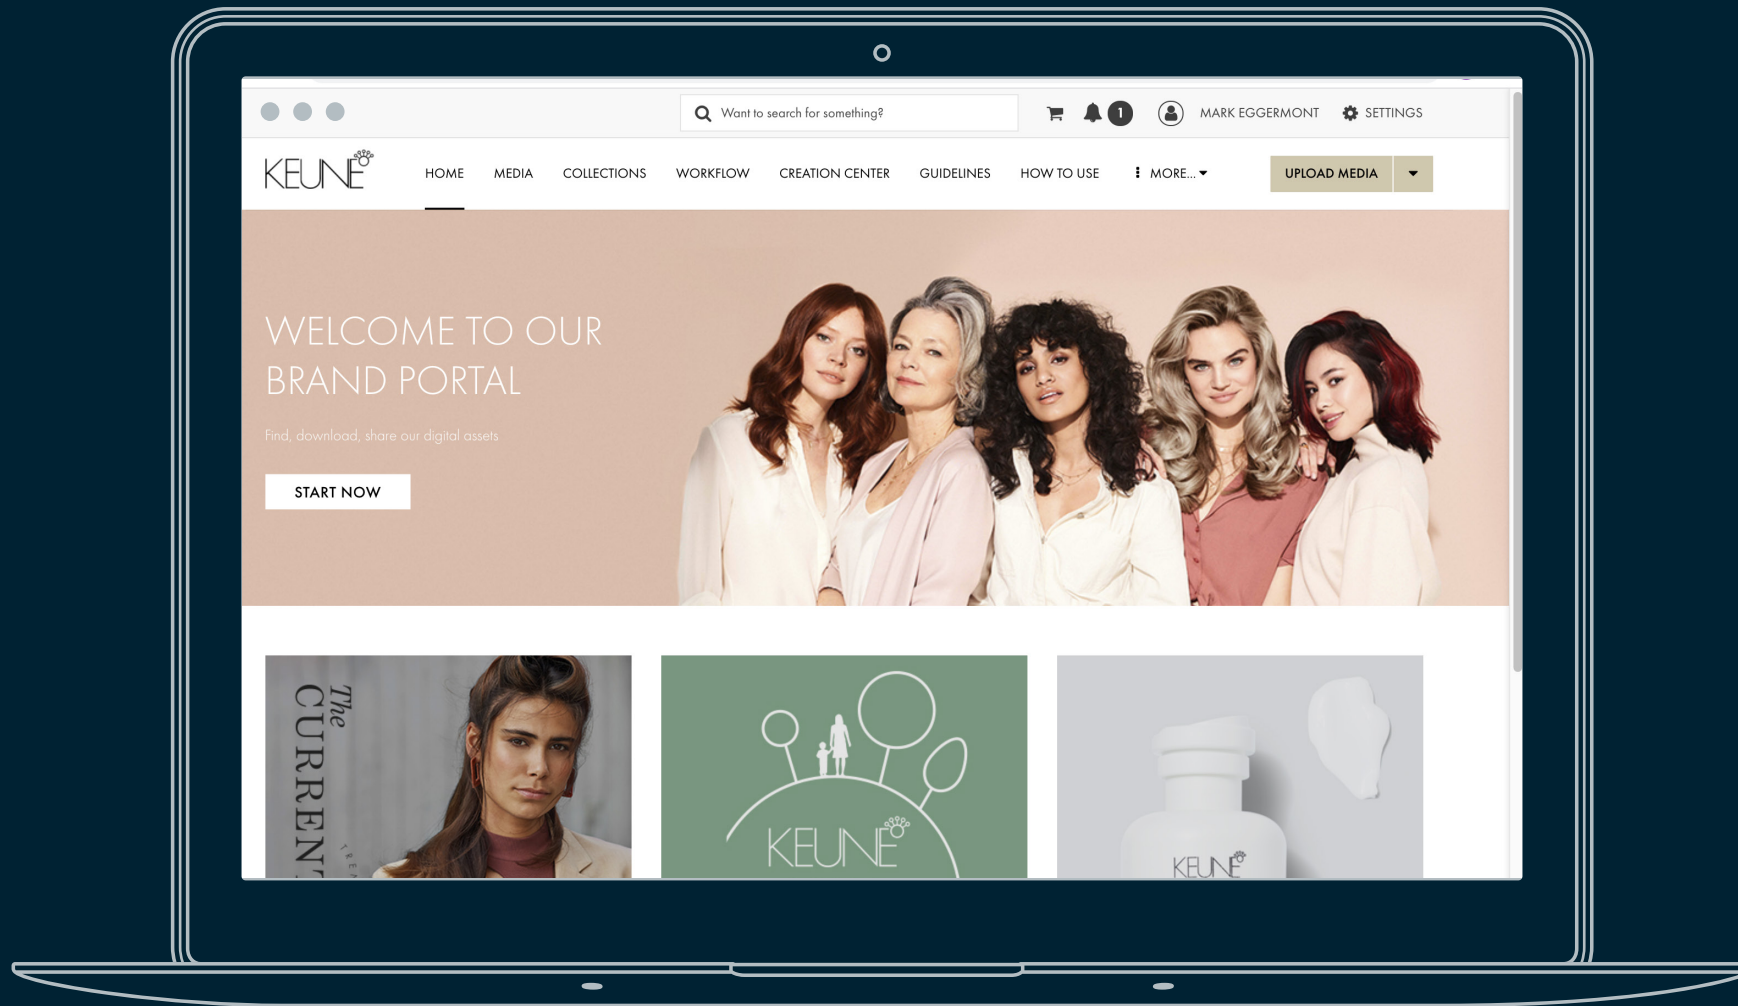 Want to search for something?
1
MARK EGGERMONT
SETTINGS
KEUNE
HOME
MEDIA
COLLECTIONS
WORKFLOW
CREATION CENTER
GUIDELINES
HOW TO USE
MORE...
UPLOAD MEDIA
WELCOME TO OUR
BRAND PORTAL
Find, download, share our digital assets
START NOW
The
CURRENT
KEUNE
KEUNE